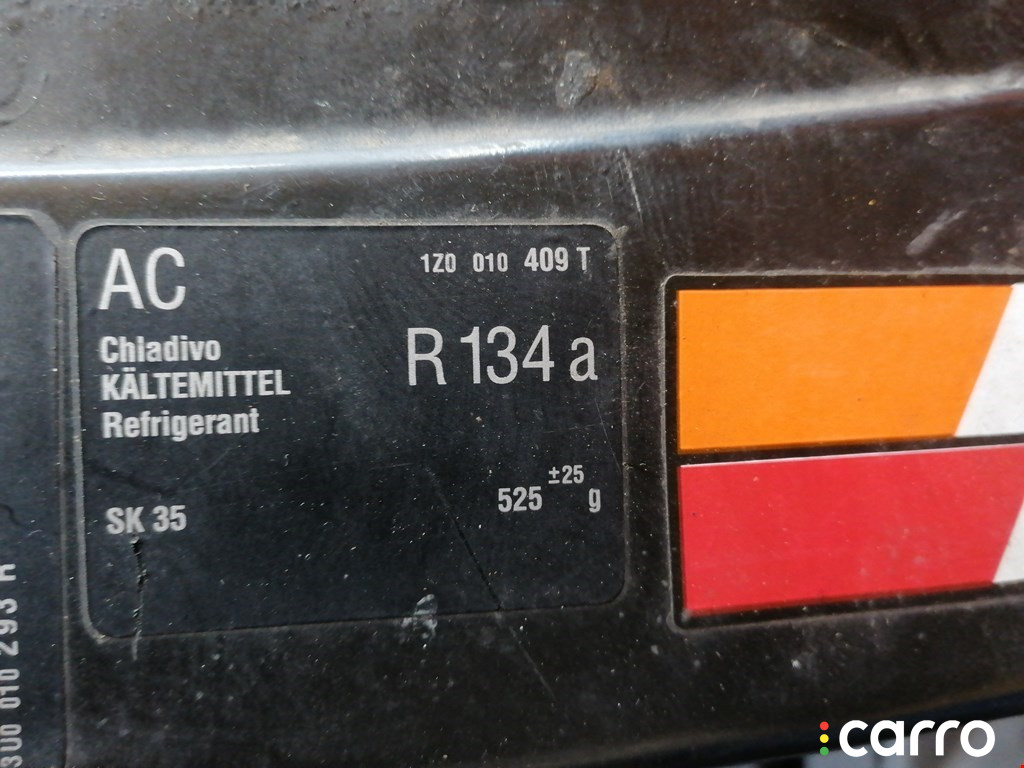 AC
1Z0 010 409 T
Chladivo
KÄLTEMITTEL
Refrigerant
R 134 a
SK 35
525 ±25 g
3U0 010 293 H
carro